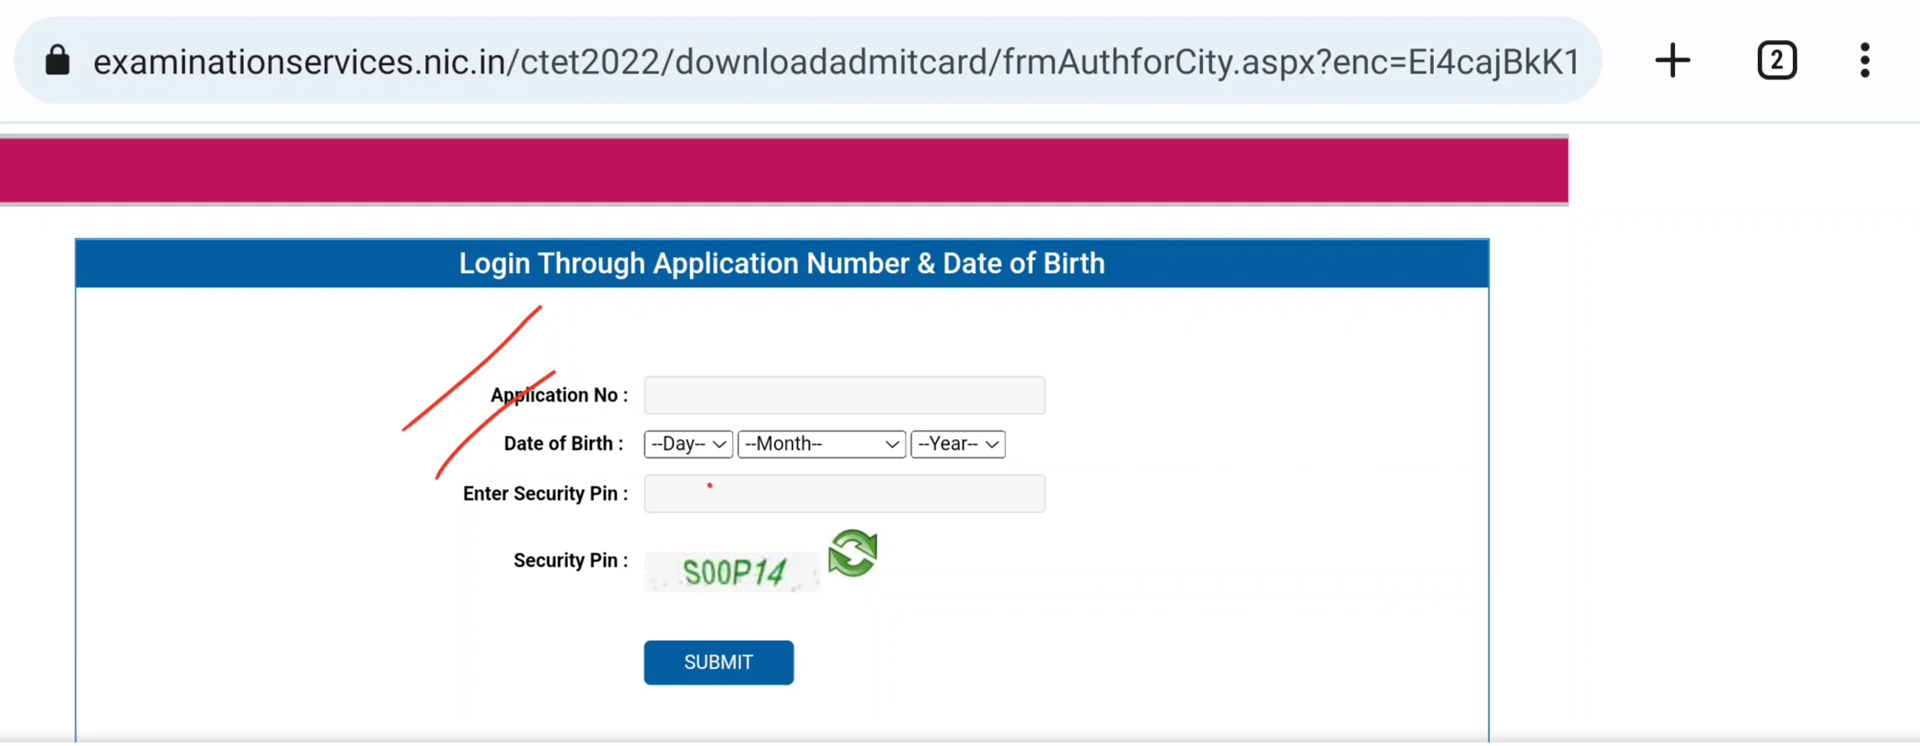 examinationservices.nic.in/ctet2022/downloadadmitcard/frmAuthforCity.aspx?enc=Ei4cajBkK1
2
Login Through Application Number & Date of Birth
Application No :
Date of Birth : --Day-- --Month-- --Year--
Enter Security Pin :
Security Pin : S00P14
SUBMIT